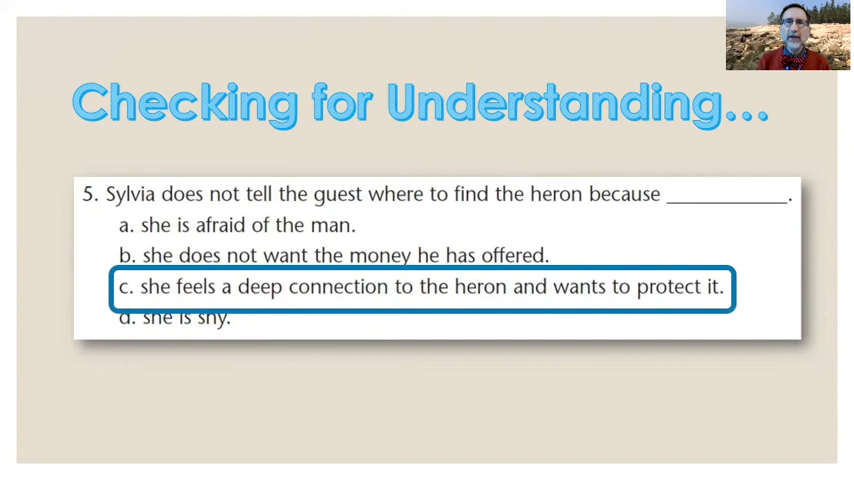 Checking for Understanding...
5. Sylvia does not tell the guest where to find the heron because ____________.
a. she is afraid of the man.
b. she does not want the money he has offered.
c. she feels a deep connection to the heron and wants to protect it.
d. she is shy.